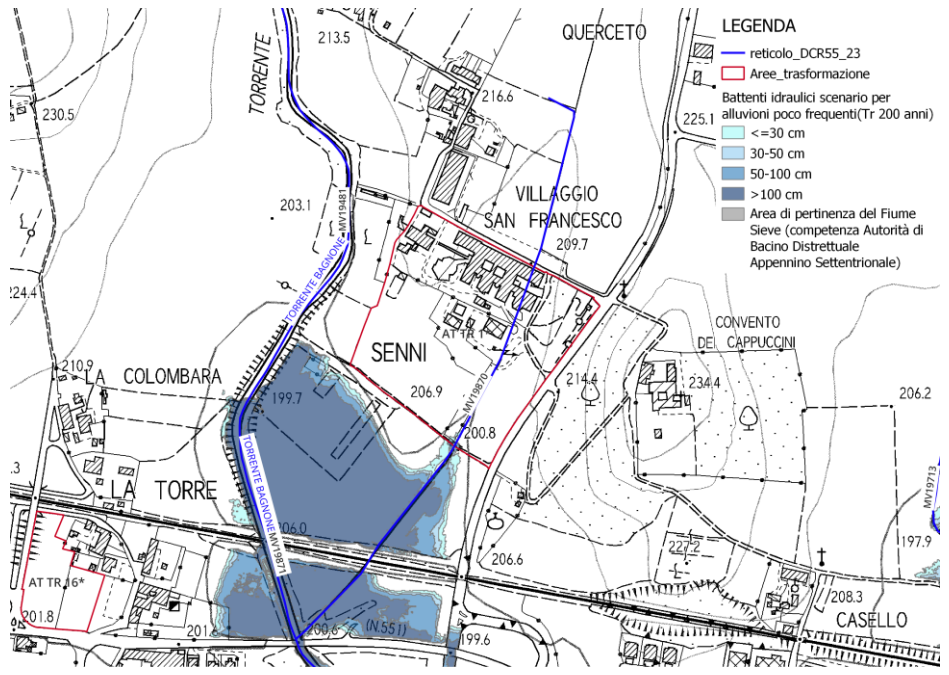 213.5
QUERCETO
LEGENDA
reticolo_DCR55_23
Aree_trasformazione
Battenti idraulici scenario per
alluvioni poco frequenti(Tr 200 anni)
<=30 cm
30-50 cm
50-100 cm
>100 cm
Area di pertinenza del Fiume
Sieve (competenza Autorità di
Bacino Distrettuale
Appennino Settentrionale)
TORRENTE
216.6
225.1
230.5
VILLAGGIO
SAN FRANCESCO
203.1
MV19481
209.7
TORRENTE BAGNONE
224.4
AT TR 1*
CONVENTO
DEI CAPPUCCINI
SENNI
210.9
LA COLOMBARA
206.9
MV19870
214.4
234.4
206.2
199.7
200.8
TORRENTE BAGNONE
MV19871
LA TORRE
206.0
206.6
227.2
MV19713
197.9
AT TR 16*
201.8
208.3
CASELLO
200.6
(N.551)
199.6